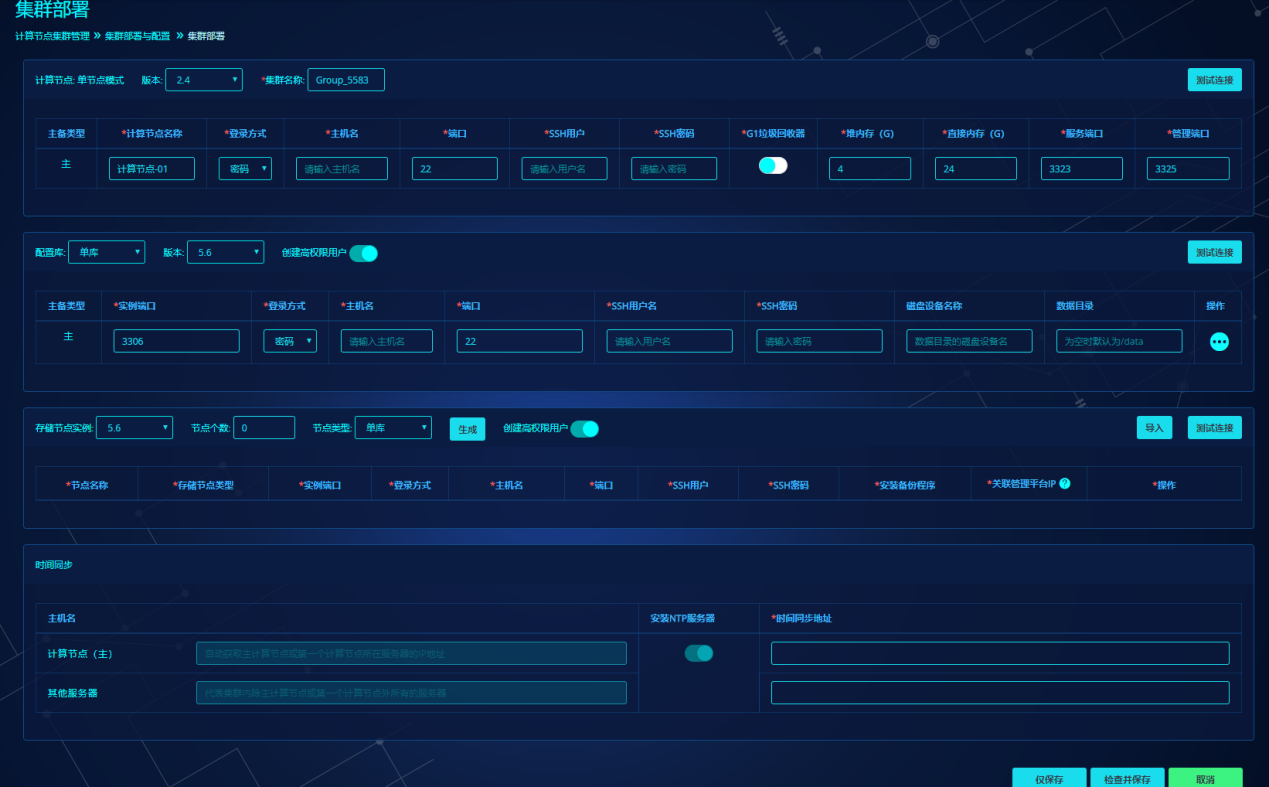 集群部署
计算节点集群管理 » 集群部署与配置 » 集群部署
计算节点: 单节点模式 版本: 2.4 *集群名称: Group_5583 测试连接
主备类型 *计算节点名称 *登录方式 *主机名 *端口 *SSH用户 *SSH密码 *G1垃圾回收器 *堆内存（G） *直接内存（G） *服务端口 *管理端口
主 计算节点-01 密码 请输入主机名 22 请输入用户名 请输入密码 4 24 3323 3325
配置库: 单库 版本: 5.6 创建高权限用户 测试连接
主备类型 *实例端口 *登录方式 *主机名 *端口 *SSH用户名 *SSH密码 磁盘设备名称 数据目录 操作
主 3306 密码 请输入主机名 22 请输入用户名 请输入密码 数据目录的磁盘设备名 为空时默认为/data
存储节点实例: 5.6 节点个数: 0 节点类型: 单库 生成 创建高权限用户 导入 测试连接
*节点名称 *存储节点类型 *实例端口 *登录方式 *主机名 *端口 *SSH用户 *SSH密码 *安装备份程序 *关联管理平台IP ? *操作
时间同步
主机名 安装NTP服务器 *时间同步地址
计算节点（主） 自动获取主计算节点或第一个计算节点所在服务器的IP地址
其他服务器 代表集群内除主计算节点或第一个计算节点外所有的服务器
仅保存 检查并保存 取消